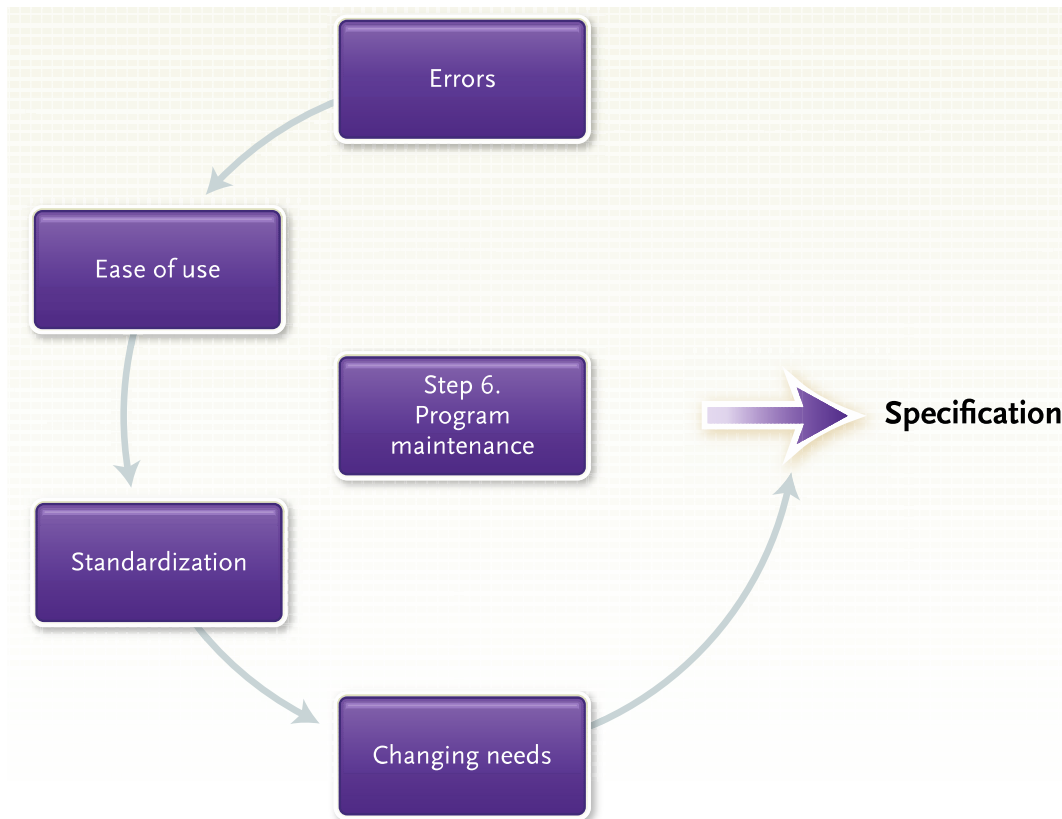 Errors
Ease of use
Step 6.
Program
maintenance
Specification
Standardization
Changing needs